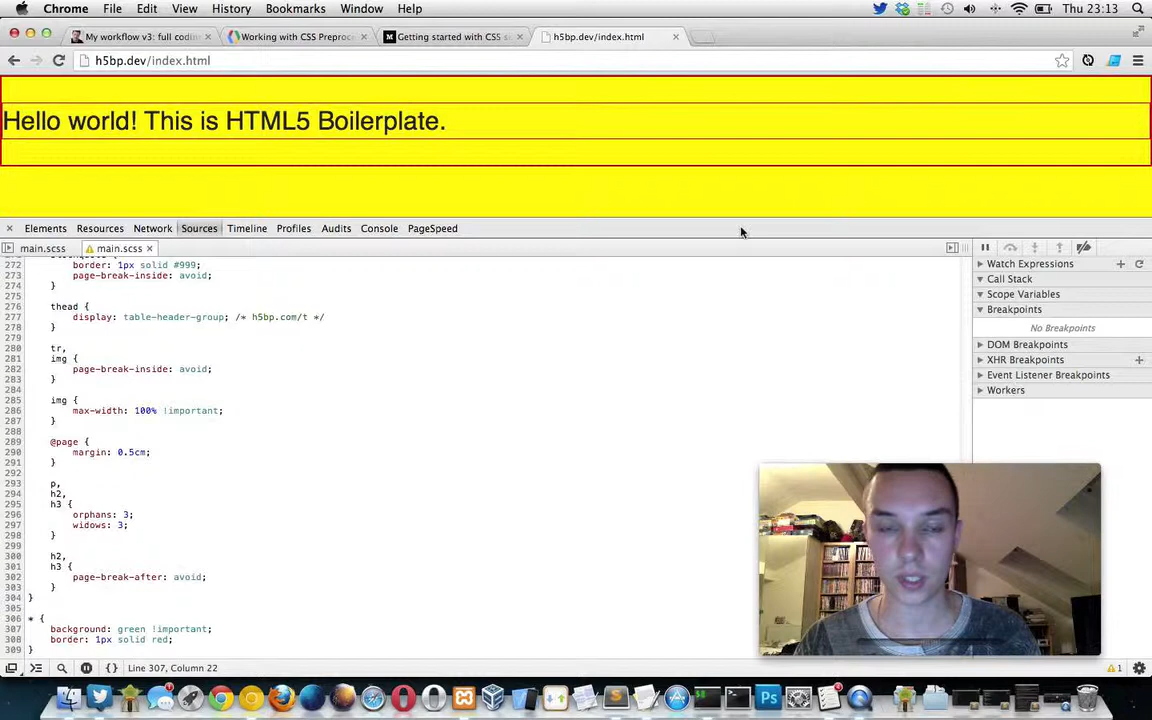 Chrome File Edit View History Bookmarks Window Help Thu 23:13
My workflow v3: full codin Working with CSS Preproce Getting started with CSS s h5bp.dev/index.html
h5bp.dev/index.html
Hello world! This is HTML5 Boilerplate.
Elements Resources Network Sources Timeline Profiles Audits Console PageSpeed
main.scss main.scss
272 border: 1px solid #999;
273 page-break-inside: avoid;
274 }
275
276 thead {
277 display: table-header-group; /* h5bp.com/t */
278 }
279
280 tr,
281 img {
282 page-break-inside: avoid;
283 }
284
285 img {
286 max-width: 100% !important;
287 }
288
289 @page {
290 margin: 0.5cm;
291 }
292
293 p,
294 h2,
295 h3 {
296 orphans: 3;
297 widows: 3;
298 }
299
300 h2,
301 h3 {
302 page-break-after: avoid;
303 }
304 }
305
306 * {
307 background: green !important;
308 border: 1px solid red;
309 }
Watch Expressions
Call Stack
Scope Variables
Breakpoints
No Breakpoints
DOM Breakpoints
XHR Breakpoints
Event Listener Breakpoints
Workers
Line 307, Column 22
1